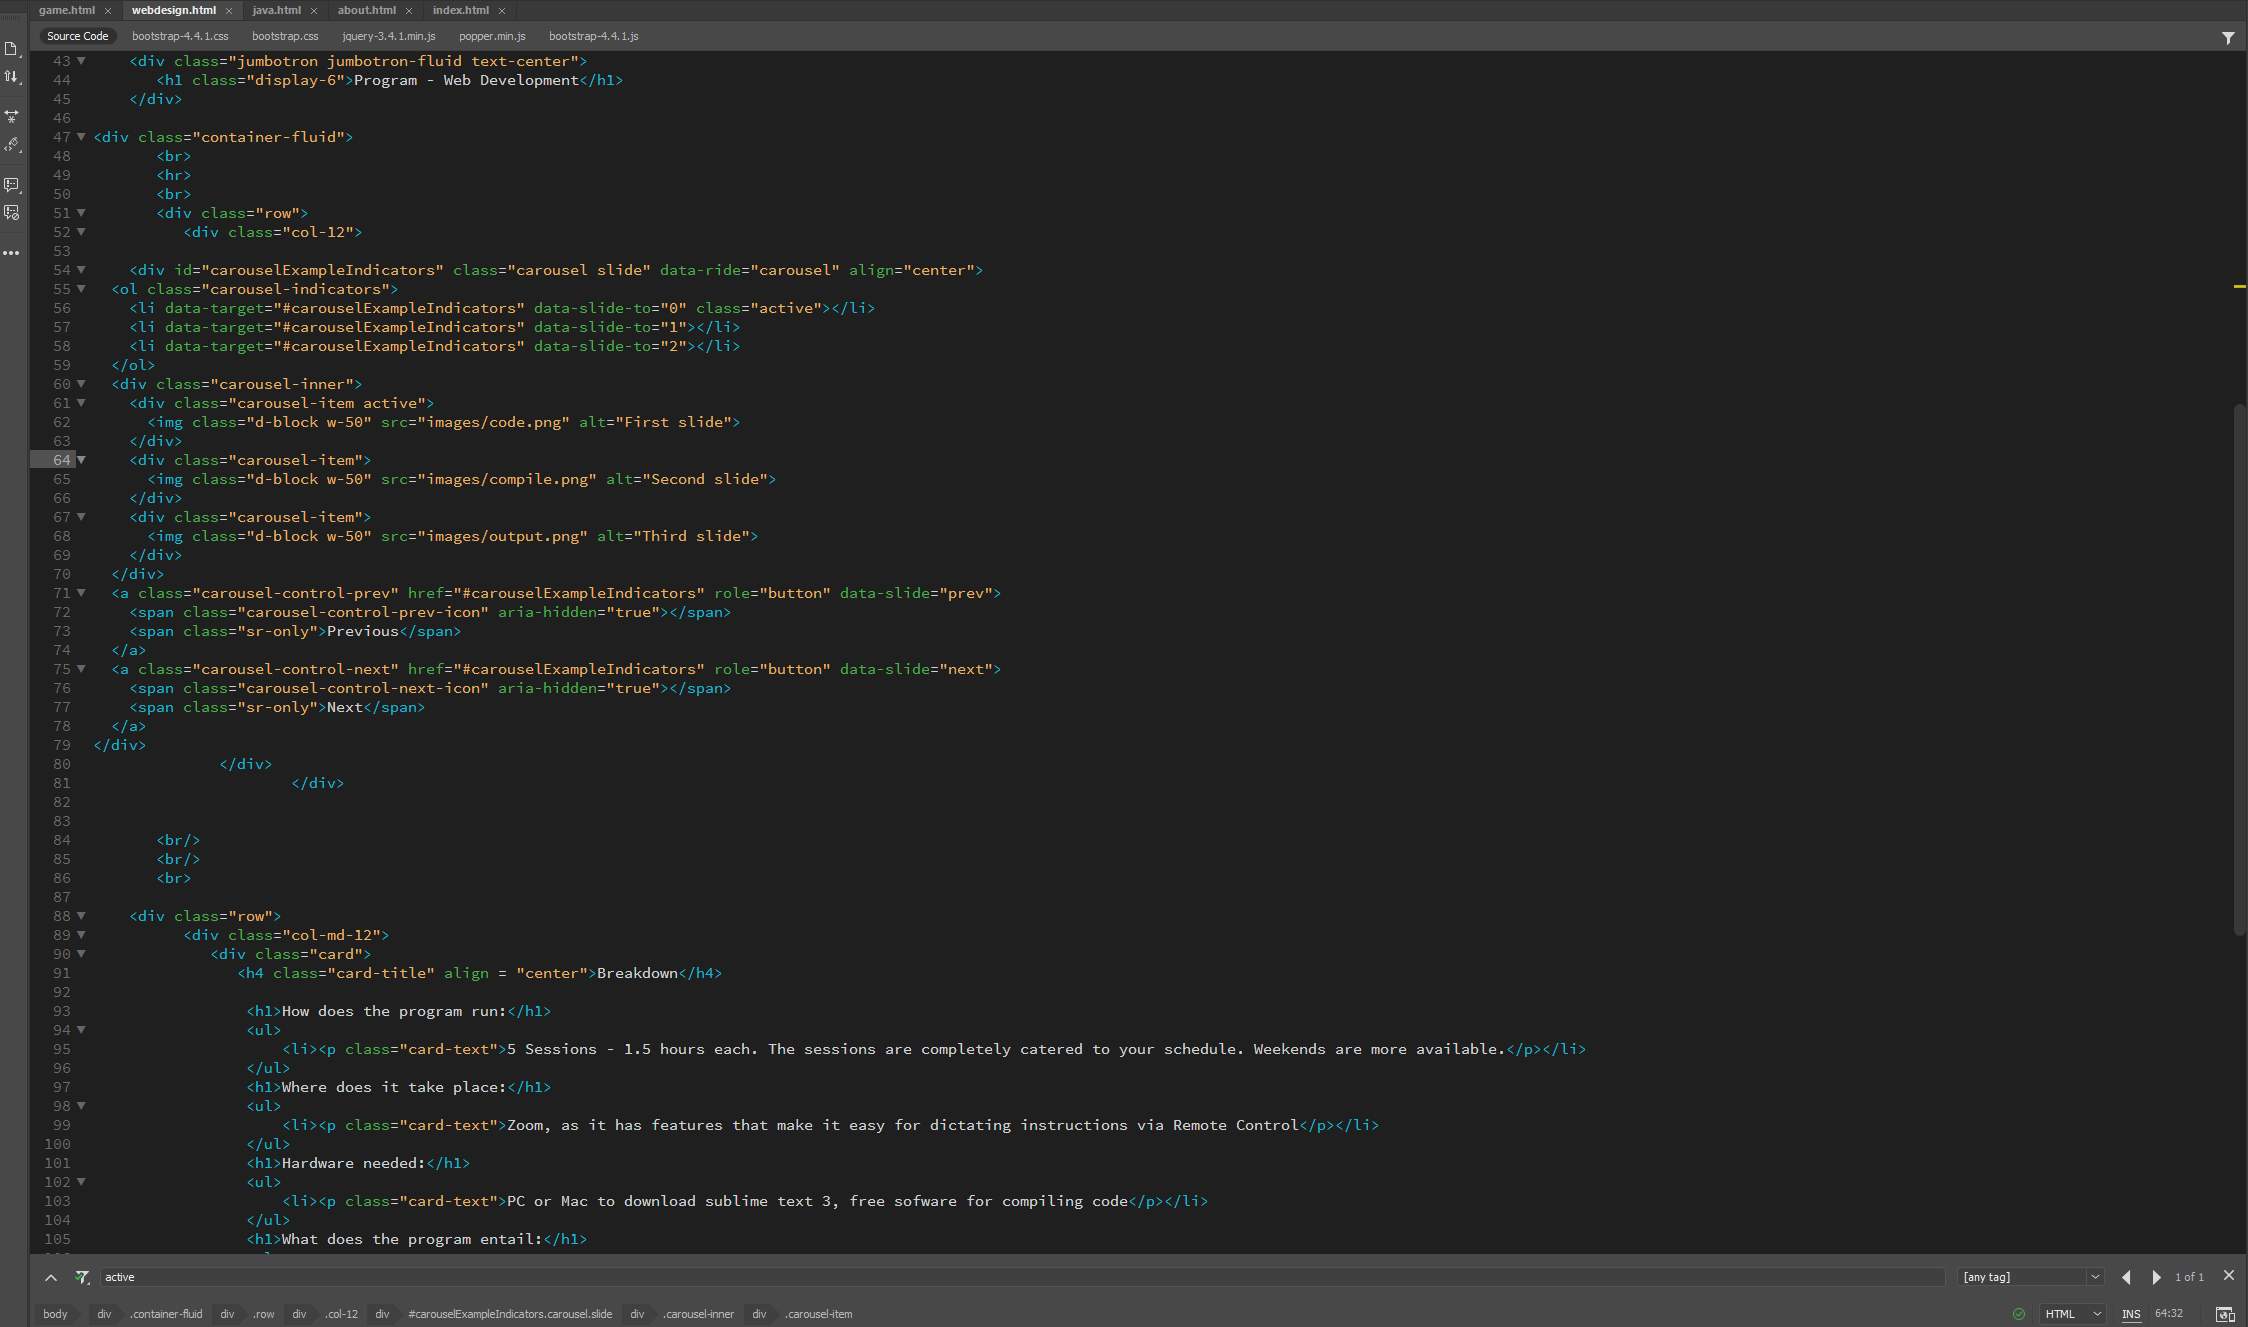 game.html × webdesign.html × java.html × about.html × index.html ×
Source Code bootstrap-4.4.1.css bootstrap.css jquery-3.4.1.min.js popper.min.js bootstrap-4.4.1.js
43 <div class="jumbotron jumbotron-fluid text-center">
44 <h1 class="display-6">Program - Web Development</h1>
45 </div>
46
47 <div class="container-fluid">
48 <br>
49 <hr>
50 <br>
51 <div class="row">
52 <div class="col-12">
53
54 <div id="carouselExampleIndicators" class="carousel slide" data-ride="carousel" align="center">
55 <ol class="carousel-indicators">
56 <li data-target="#carouselExampleIndicators" data-slide-to="0" class="active"></li>
57 <li data-target="#carouselExampleIndicators" data-slide-to="1"></li>
58 <li data-target="#carouselExampleIndicators" data-slide-to="2"></li>
59 </ol>
60 <div class="carousel-inner">
61 <div class="carousel-item active">
62 <img class="d-block w-50" src="images/code.png" alt="First slide">
63 </div>
64 <div class="carousel-item">
65 <img class="d-block w-50" src="images/compile.png" alt="Second slide">
66 </div>
67 <div class="carousel-item">
68 <img class="d-block w-50" src="images/output.png" alt="Third slide">
69 </div>
70 </div>
71 <a class="carousel-control-prev" href="#carouselExampleIndicators" role="button" data-slide="prev">
72 <span class="carousel-control-prev-icon" aria-hidden="true"></span>
73 <span class="sr-only">Previous</span>
74 </a>
75 <a class="carousel-control-next" href="#carouselExampleIndicators" role="button" data-slide="next">
76 <span class="carousel-control-next-icon" aria-hidden="true"></span>
77 <span class="sr-only">Next</span>
78 </a>
79 </div>
80 </div>
81 </div>
82
83
84 <br/>
85 <br/>
86 <br>
87
88 <div class="row">
89 <div class="col-md-12">
90 <div class="card">
91 <h4 class="card-title" align = "center">Breakdown</h4>
92
93 <h1>How does the program run:</h1>
94 <ul>
95 <li><p class="card-text">5 Sessions - 1.5 hours each. The sessions are completely catered to your schedule. Weekends are more available.</p></li>
96 </ul>
97 <h1>Where does it take place:</h1>
98 <ul>
99 <li><p class="card-text">Zoom, as it has features that make it easy for dictating instructions via Remote Control</p></li>
100 </ul>
101 <h1>Hardware needed:</h1>
102 <ul>
103 <li><p class="card-text">PC or Mac to download sublime text 3, free sofware for compiling code</p></li>
104 </ul>
105 <h1>What does the program entail:</h1>
active [any tag] 1 of 1
body div .container-fluid div .row div .col-12 div #carouselExampleIndicators.carousel.slide div .carousel-inner div .carousel-item HTML INS 64:32